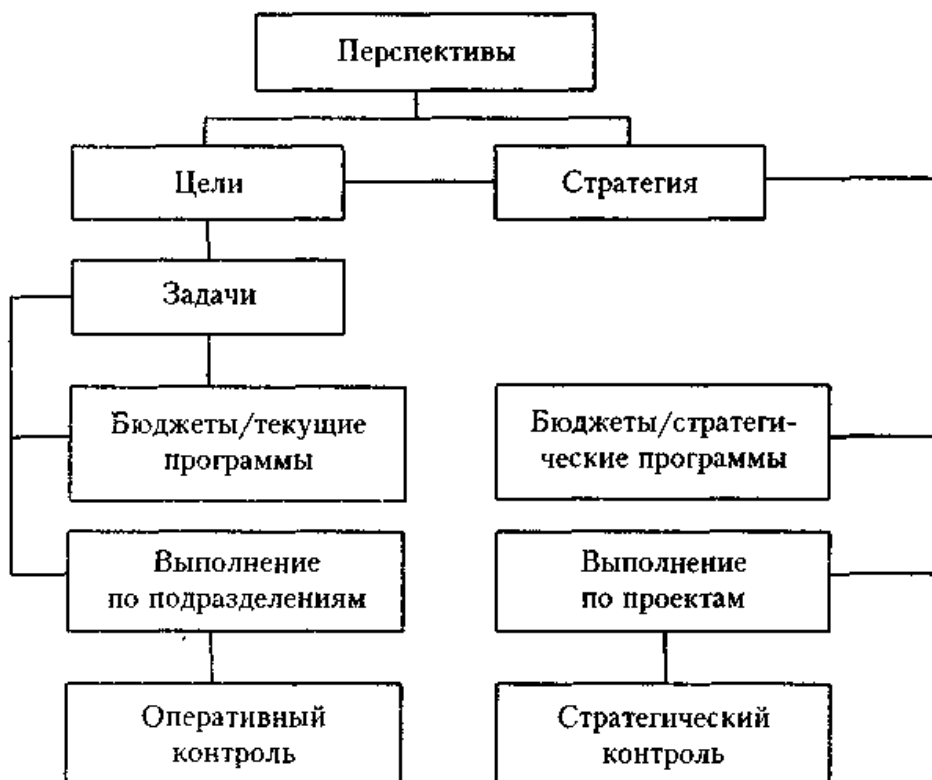 Перспективы
Цели
Стратегия
Задачи
Бюджеты/текущие
программы
Бюджеты/стратеги-
ческие программы
Выполнение
по подразделениям
Выполнение
по проектам
Оперативный
контроль
Стратегический
контроль